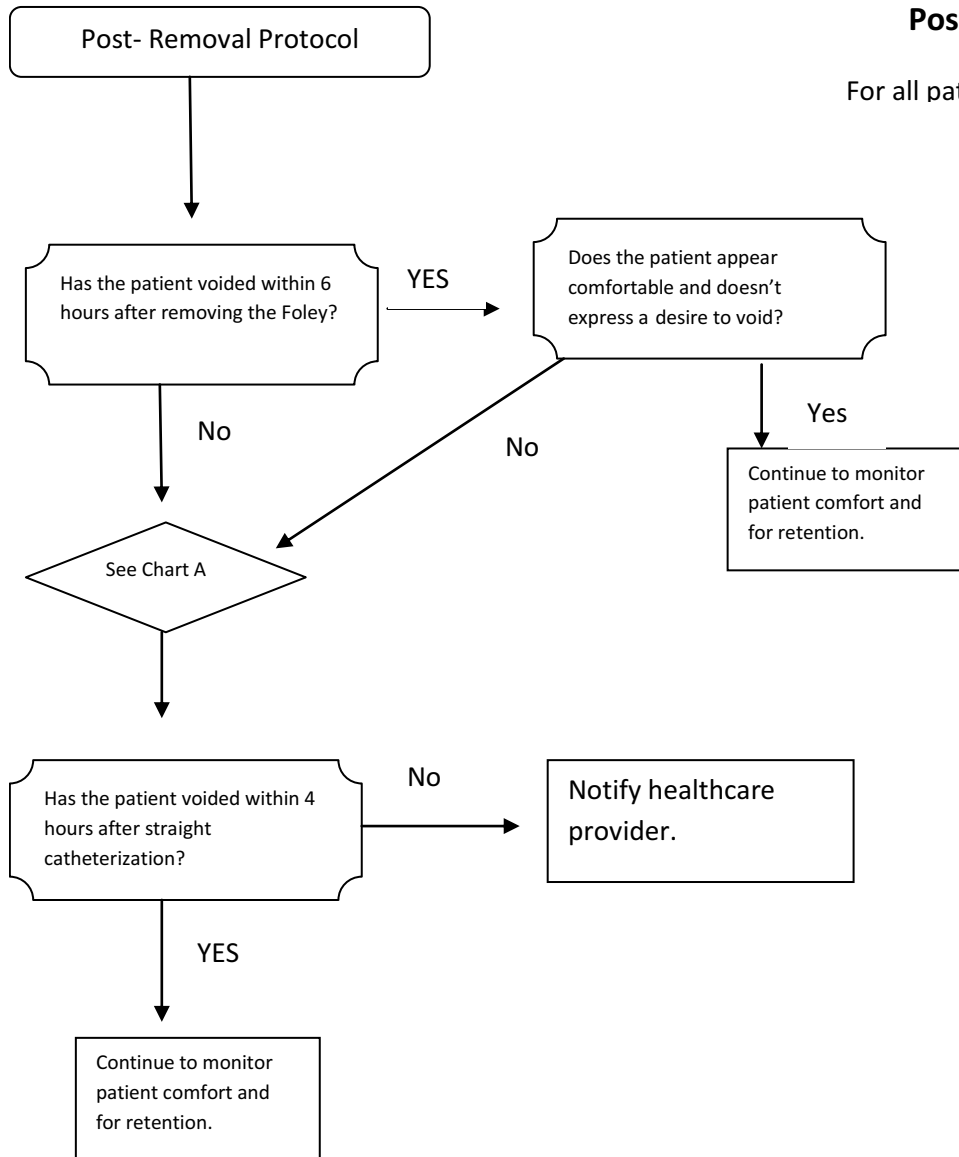 Pos
For all pat
Post- Removal Protocol
Has the patient voided within 6
hours after removing the Foley?
YES
Does the patient appear
comfortable and doesn't
express a desire to void?
No
No
Yes
Continue to monitor
patient comfort and
for retention.
See Chart A
Has the patient voided within 4
hours after straight
catheterization?
No
Notify healthcare
provider.
YES
Continue to monitor
patient comfort and
for retention.